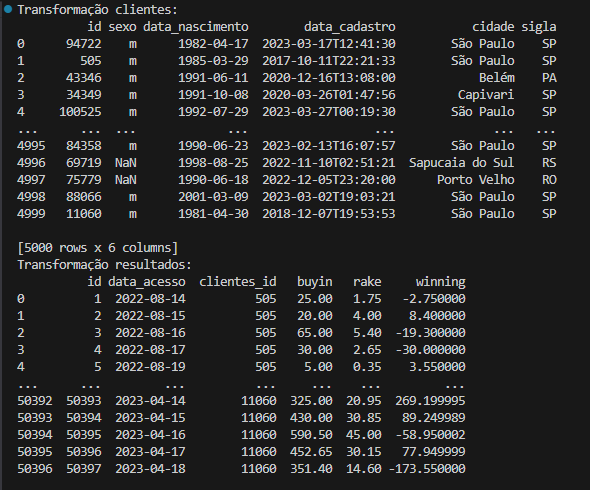 Transformação clientes:
id sexo data_nascimento data_cadastro cidade sigla
0 94722 m 1982-04-17 2023-03-17T12:41:30 São Paulo SP
1 505 m 1985-03-29 2017-10-11T22:21:33 São Paulo SP
2 43346 m 1991-06-11 2020-12-16T13:08:00 Belém PA
3 34349 m 1991-10-08 2020-03-26T01:47:56 Capivari SP
4 100525 m 1992-07-29 2023-03-27T00:19:30 São Paulo SP
... ... ... ... ... ... ...
4995 84358 m 1990-06-23 2023-02-13T16:07:57 São Paulo SP
4996 69719 NaN 1998-08-25 2022-11-10T02:51:21 Sapucaia do Sul RS
4997 75779 NaN 1990-06-18 2022-12-05T23:20:00 Porto Velho RO
4998 88066 m 2001-03-09 2023-03-02T19:03:21 São Paulo SP
4999 11060 m 1981-04-30 2018-12-07T19:53:53 São Paulo SP
[5000 rows x 6 columns]
Transformação resultados:
id data_acesso clientes_id buyin rake winning
0 1 2022-08-14 505 25.00 1.75 -2.750000
1 2 2022-08-15 505 20.00 4.00 8.400000
2 3 2022-08-16 505 65.00 5.40 -19.300000
3 4 2022-08-17 505 30.00 2.65 -30.000000
4 5 2022-08-19 505 5.00 0.35 3.550000
... ... ... ... ... ... ...
50392 50393 2023-04-14 11060 325.00 20.95 269.199995
50393 50394 2023-04-15 11060 430.00 30.85 89.249989
50394 50395 2023-04-16 11060 590.50 45.00 -58.950002
50395 50396 2023-04-17 11060 452.65 30.15 77.949999
50396 50397 2023-04-18 11060 351.40 14.60 -173.550000